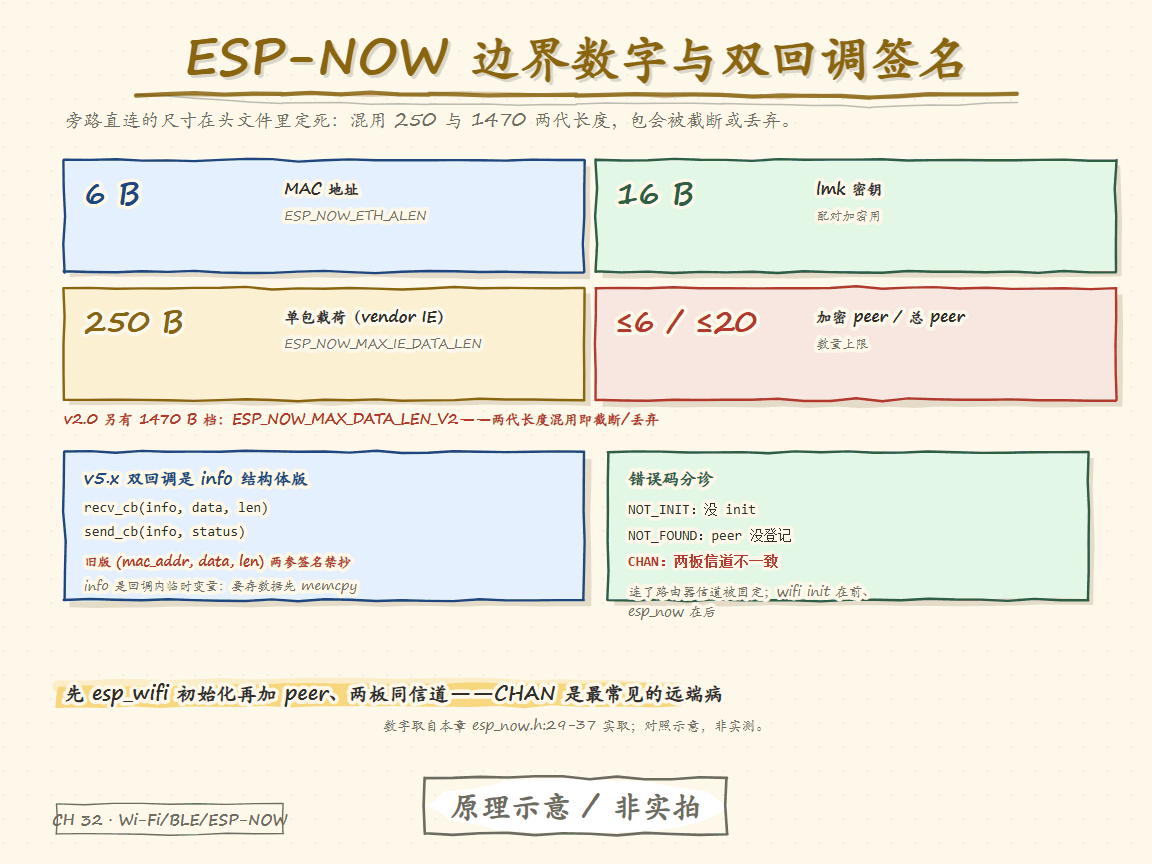 ESP-NOW 边界数字与双回调签名
旁路直连的尺寸在头文件里定死：混用 250 与 1470 两代长度，包会被截断或丢弃。
6 B
MAC 地址
ESP_NOW_ETH_ALEN
16 B
lmk 密钥
配对加密用
250 B
单包载荷（vendor IE）
ESP_NOW_MAX_IE_DATA_LEN
≤6 / ≤20
加密 peer / 总 peer
数量上限
v2.0 另有 1470 B 档：ESP_NOW_MAX_DATA_LEN_V2——两代长度混用即截断/丢弃
v5.x 双回调是 info 结构体版
recv_cb(info, data, len)
send_cb(info, status)
旧版 (mac_addr, data, len) 两参签名禁抄
info 是回调内临时变量：要存数据先 memcpy
错误码分诊
NOT_INIT：没 init
NOT_FOUND：peer 没登记
CHAN：两板信道不一致
连了路由器信道被固定；wifi init 在前、
esp_now 在后
先 esp_wifi 初始化再加 peer、两板同信道——CHAN 是最常见的远端病
数字取自本章 esp_now.h:29-37 实取；对照示意，非实测。
原理示意 / 非实拍
CH 32 · Wi-Fi/BLE/ESP-NOW